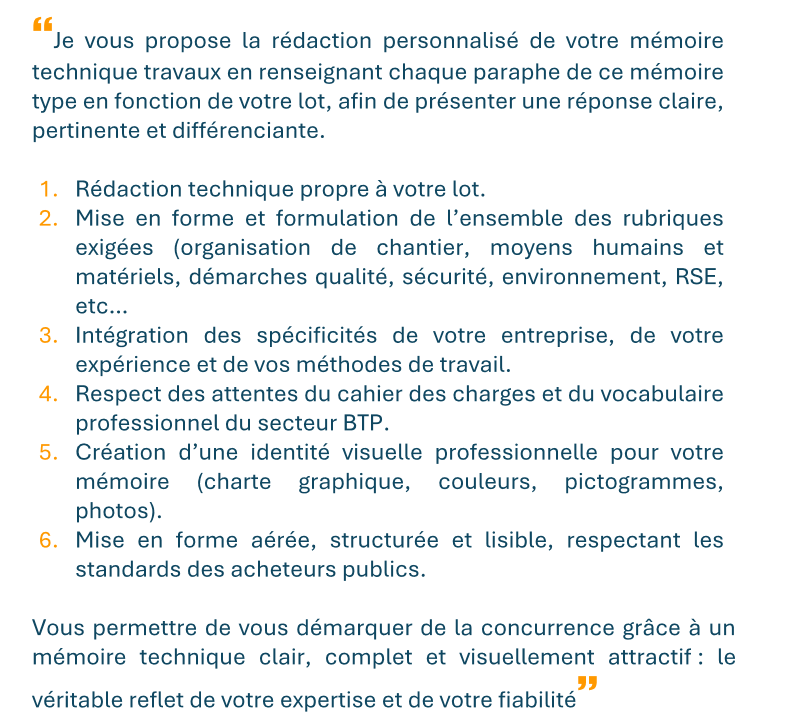 “Je vous propose la rédaction personnalisé de votre mémoire
technique travaux en renseignant chaque paraphe de ce mémoire
type en fonction de votre lot, afin de présenter une réponse claire,
pertinente et différenciante.
1. Rédaction technique propre à votre lot.
2. Mise en forme et formulation de l’ensemble des rubriques
exigées (organisation de chantier, moyens humains et
matériels, démarches qualité, sécurité, environnement, RSE,
etc…
3. Intégration des spécificités de votre entreprise, de votre
expérience et de vos méthodes de travail.
4. Respect des attentes du cahier des charges et du vocabulaire
professionnel du secteur BTP.
5. Création d’une identité visuelle professionnelle pour votre
mémoire (charte graphique, couleurs, pictogrammes,
photos).
6. Mise en forme aérée, structurée et lisible, respectant les
standards des acheteurs publics.
Vous permettre de vous démarquer de la concurrence grâce à un
mémoire technique clair, complet et visuellement attractif : le
véritable reflet de votre expertise et de votre fiabilité”